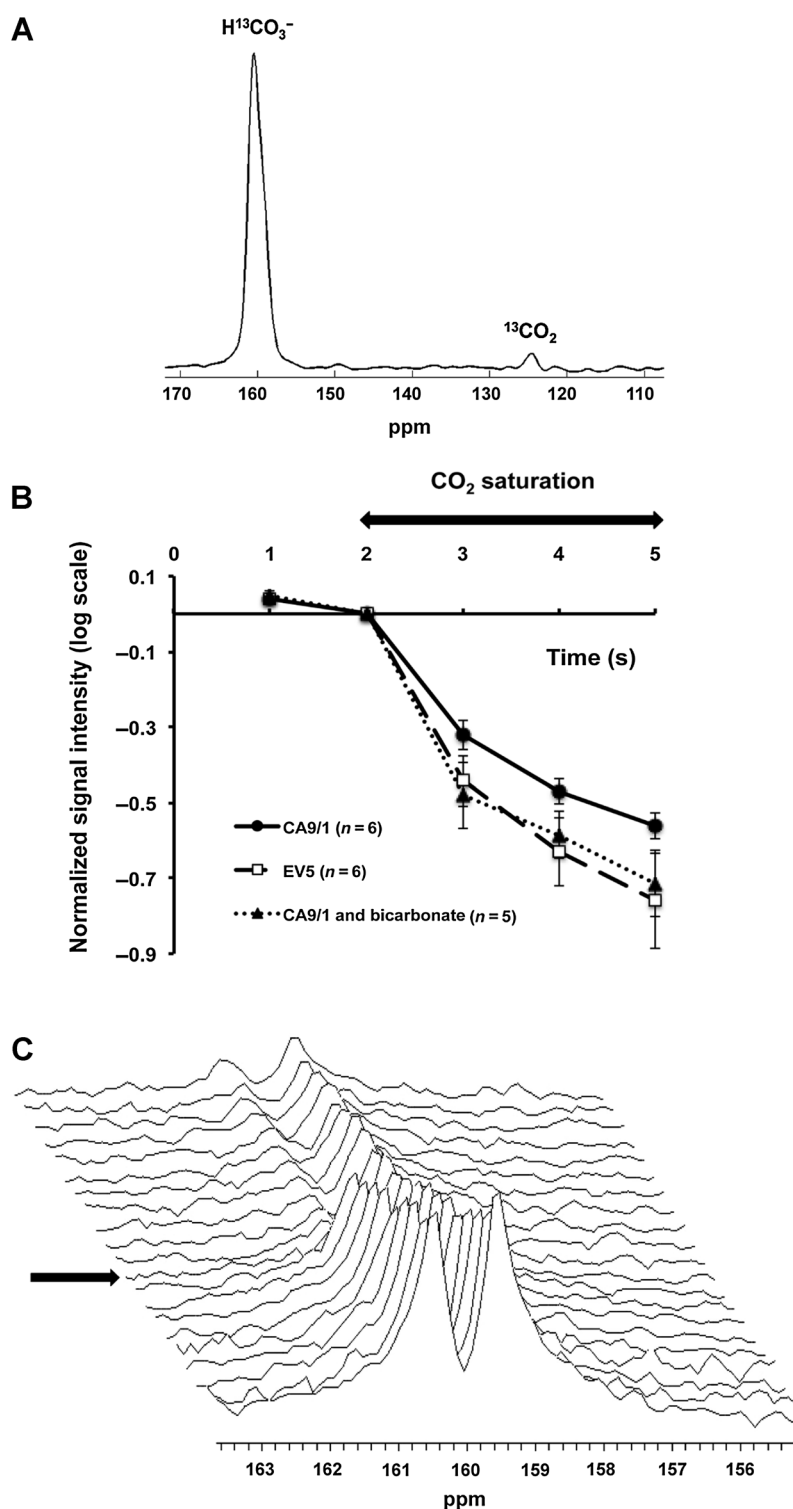 A
H¹³CO₃⁻
¹³CO₂
170 160 150 140 130 120 110
ppm
B
CO₂ saturation
0 1 2 3 4 5
Normalized signal intensity (log scale)
0.1
–0.1
–0.3
–0.5
–0.7
–0.9
Time (s)
CA9/1 (n = 6)
EV5 (n = 6)
CA9/1 and bicarbonate (n = 5)
C
163 162 161 160 159 158 157 156
ppm